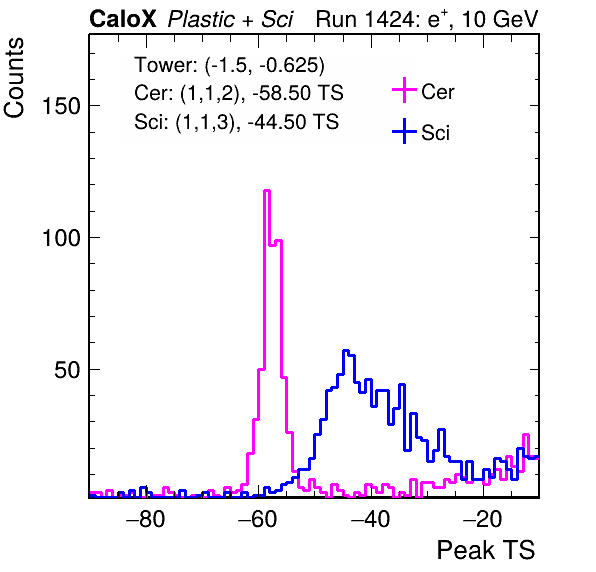 CaloX Plastic + Sci Run 1424: e⁺, 10 GeV
Counts
Tower: (-1.5, -0.625)
Cer: (1,1,2), -58.50 TS
Sci: (1,1,3), -44.50 TS
Cer
Sci
150
100
50
−80 −60 −40 −20
Peak TS